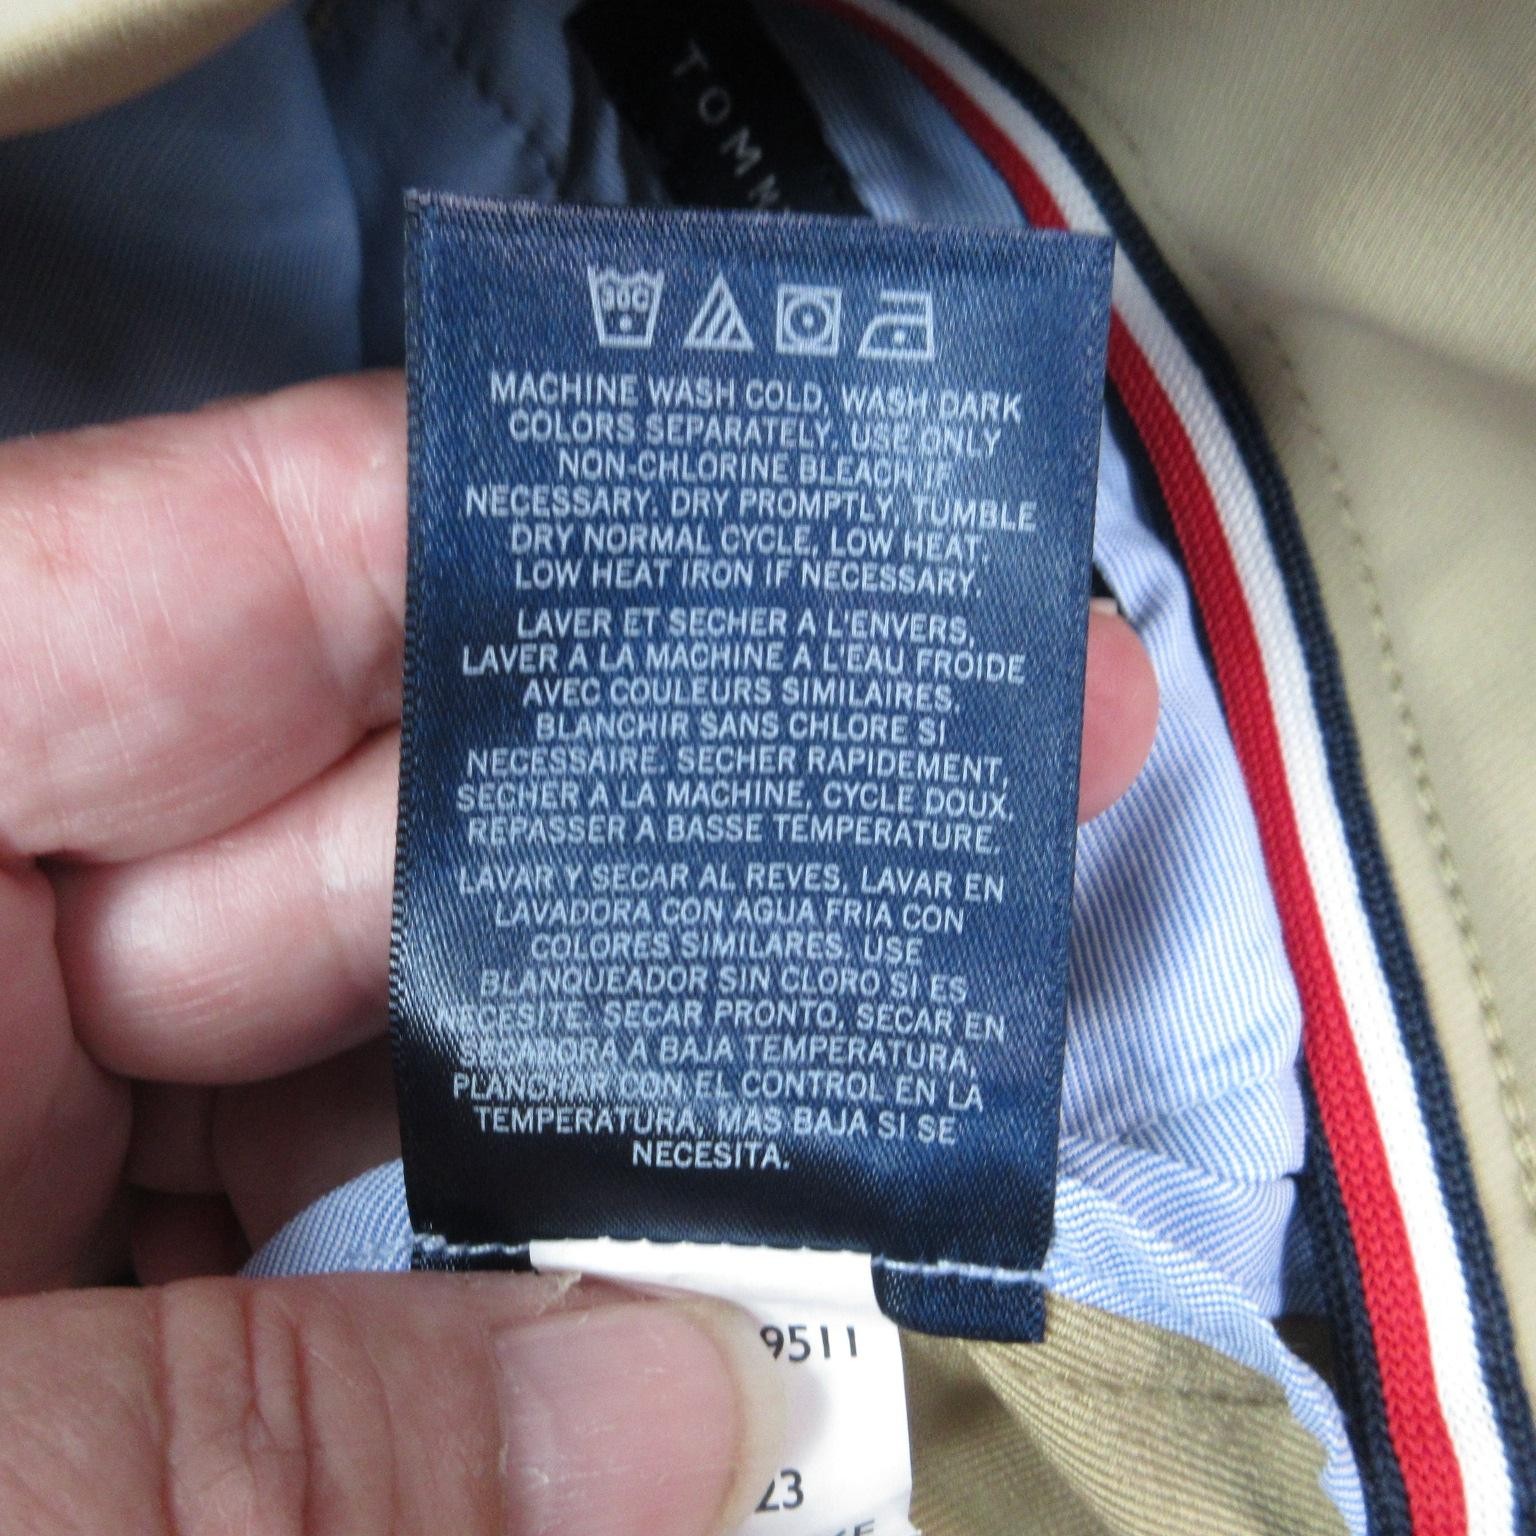 TOMM
30C
MACHINE WASH COLD, WASH DARK
COLORS SEPARATELY. USE ONLY
NON-CHLORINE BLEACH IF
NECESSARY. DRY PROMPTLY, TUMBLE
DRY NORMAL CYCLE, LOW HEAT.
LOW HEAT IRON IF NECESSARY.
LAVER ET SECHER A L'ENVERS,
LAVER A LA MACHINE A L'EAU FROIDE
AVEC COULEURS SIMILAIRES,
BLANCHIR SANS CHLORE SI
NECESSAIRE. SECHER RAPIDEMENT,
SECHER A LA MACHINE, CYCLE DOUX.
REPASSER A BASSE TEMPERATURE.
LAVAR Y SECAR AL REVES, LAVAR EN
LAVADORA CON AGUA FRIA CON
COLORES SIMILARES, USE
BLANQUEADOR SIN CLORO SI ES
ECESITE. SECAR PRONTO, SECAR EN
SECADORA A BAJA TEMPERATURA,
PLANCHAR CON EL CONTROL EN LA
TEMPERATURA, MAS BAJA SI SE
NECESITA.
9511
23